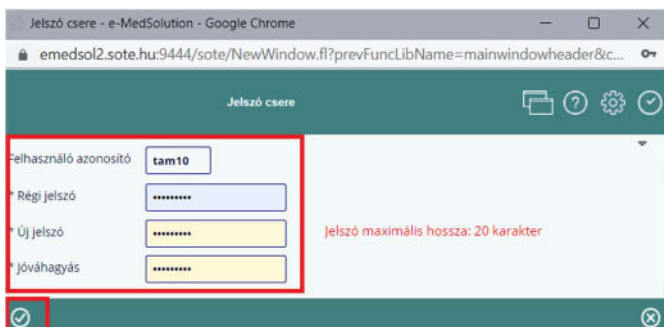 Jelszó csere - e-MedSolution - Google Chrome
emedsol2.sote.hu:9444/sote/NewWindow.fl?prevFuncLibName=mainwindowheader&c...
Jelszó csere
Felhasználó azonosító tam10
* Régi jelszó •••••••••
* Új jelszó ••••••••• Jelszó maximális hossza: 20 karakter
* Jóváhagyás •••••••••